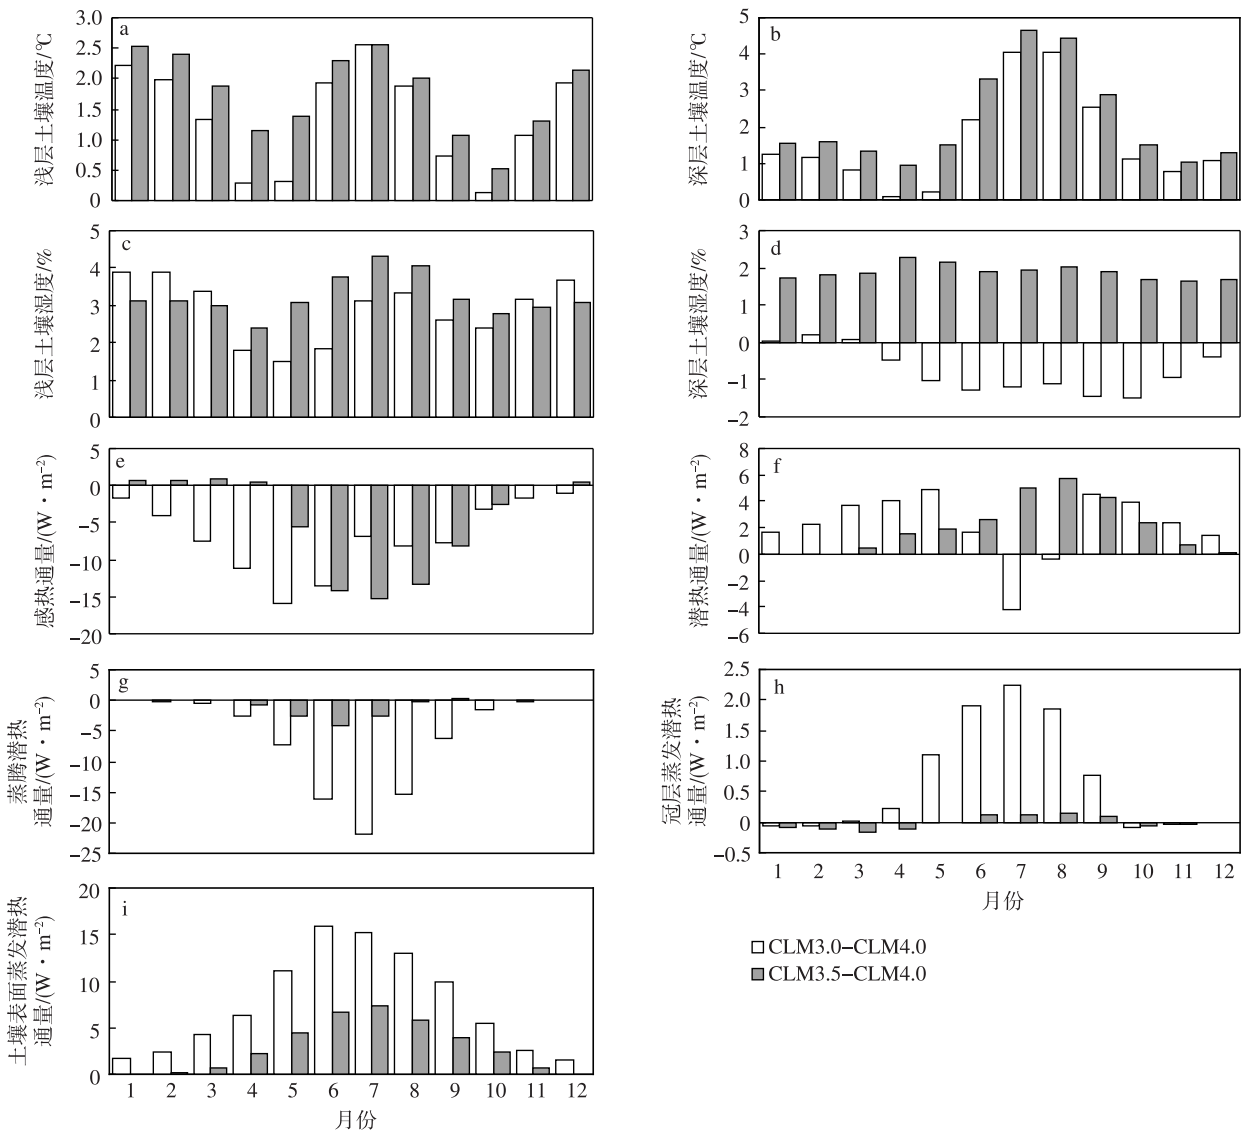 浅层土壤温度/℃
3.0
2.5
2.0
1.5
1.0
0.5
0
a
深层土壤温度/℃
5
4
3
2
1
0
b
浅层土壤湿度/%
5
4
3
2
1
0
c
深层土壤湿度/%
3
2
1
0
−1
−2
d
感热通量/(W·m⁻²)
5
0
−5
−10
−15
−20
e
潜热通量/(W·m⁻²)
8
6
4
2
0
−2
−4
−6
f
蒸腾潜热
通量/(W·m⁻²)
5
0
−5
−10
−15
−20
−25
g
冠层蒸发潜热
通量/(W·m⁻²)
2.5
2.0
1.5
1.0
0.5
0
−0.5
h
1 2 3 4 5 6 7 8 9 10 11 12
月份
土壤表面蒸发潜热
通量/(W·m⁻²)
20
15
10
5
0
i
1 2 3 4 5 6 7 8 9 10 11 12
月份
CLM3.0−CLM4.0
CLM3.5−CLM4.0